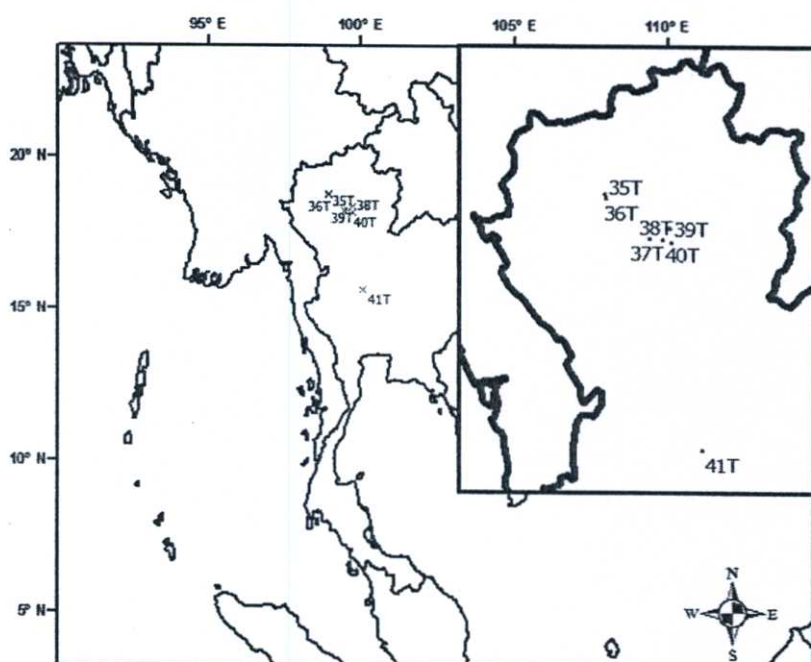 95° E 100° E 105° E 110° E
20° N
15° N
10° N
5° N
36T 35T 38T
39T 40T
41T
35T
36T
38T 39T
37T 40T
41T
N
W E
S